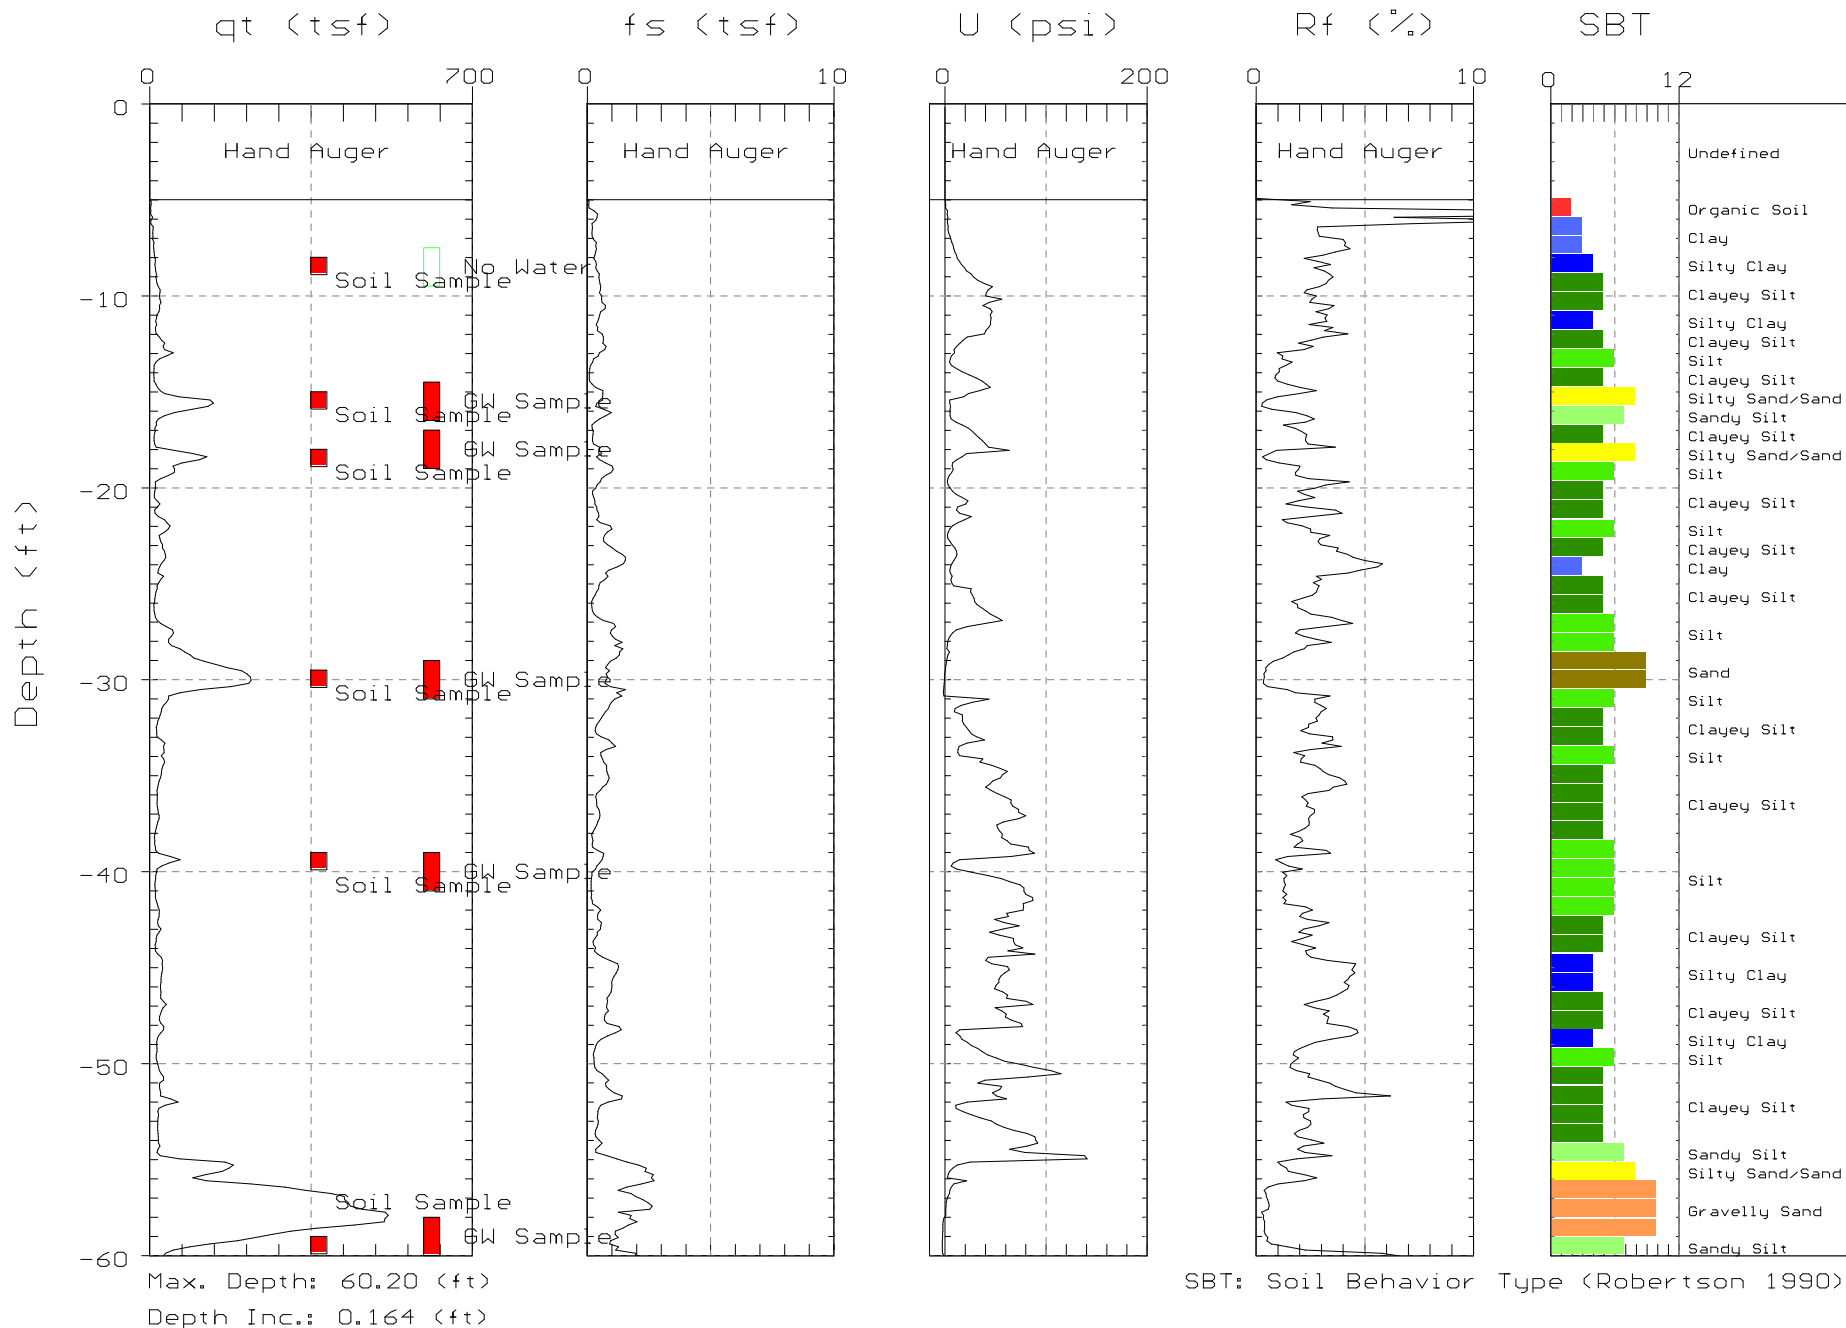 qt (tsf) fs (tsf) U (psi) Rf (%) SBT
0 700 0 10 0 200 0 10 0 12
0
Hand Auger Hand Auger Hand Auger Hand Auger
Undefined
Organic Soil
Clay
No Water
Silty Clay
Soil Sample
-10
Clayey Silt
Silty Clay
Clayey Silt
Silt
Clayey Silt
GW Sample
Silty Sand/Sand
Soil Sample
Sandy Silt
Clayey Silt
GW Sample
Silty Sand/Sand
Soil Sample
Silt
-20
Clayey Silt
Silt
Clayey Silt
Clay
Clayey Silt
Depth (ft)
Silt
Sand
-30
GW Sample
Soil Sample
Silt
Clayey Silt
Silt
Clayey Silt
-40
GW Sample
Soil Sample
Silt
Clayey Silt
Silty Clay
Clayey Silt
Silty Clay
-50
Silt
Clayey Silt
Sandy Silt
Silty Sand/Sand
Soil Sample
Gravelly Sand
GW Sample
Sandy Silt
-60
Max. Depth: 60.20 (ft)
SBT: Soil Behavior Type (Robertson 1990)
Depth Inc.: 0.164 (ft)